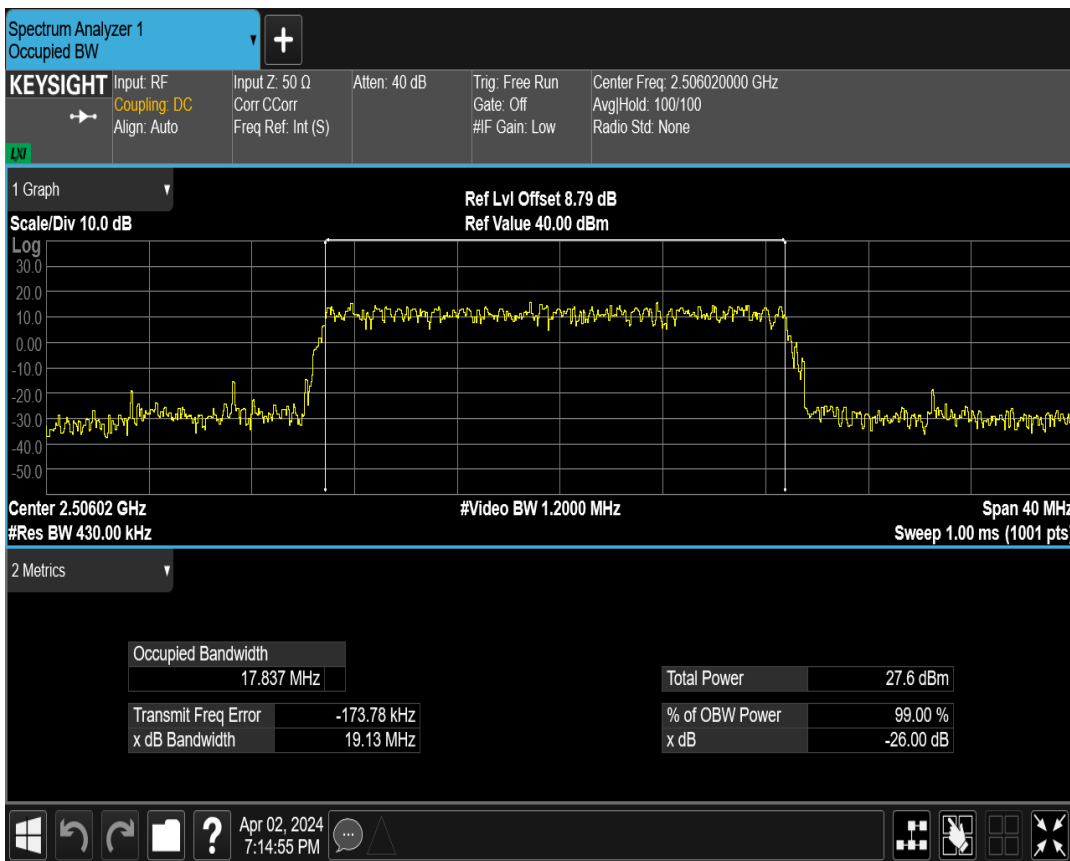 Spectrum Analyzer 1
Occupied BW
KEYSIGHT
LXI
Input: RF
Coupling: DC
Align: Auto
Input Z: 50 Ω
Corr CCorr
Freq Ref: Int (S)
Atten: 40 dB
Trig: Free Run
Gate: Off
#IF Gain: Low
Center Freq: 2.506020000 GHz
Avg|Hold: 100/100
Radio Std: None
1 Graph
Scale/Div 10.0 dB
Ref Lvl Offset 8.79 dB
Ref Value 40.00 dBm
Log
30.0
20.0
10.0
0.00
-10.0
-20.0
-30.0
-40.0
-50.0
Center 2.50602 GHz
#Video BW 1.2000 MHz
Span 40 MHz
#Res BW 430.00 kHz
Sweep 1.00 ms (1001 pts)
2 Metrics
Occupied Bandwidth
17.837 MHz
Transmit Freq Error -173.78 kHz
x dB Bandwidth 19.13 MHz
Total Power 27.6 dBm
% of OBW Power 99.00 %
x dB -26.00 dB
?
Apr 02, 2024
7:14:55 PM